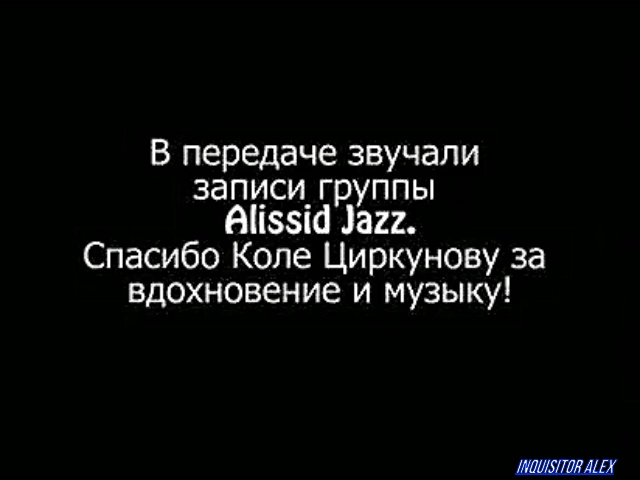 В передаче звучали
записи группы
Alissid Jazz.
Спасибо Коле Циркунову за
вдохновение и музыку!
INQUISITOR ALEX